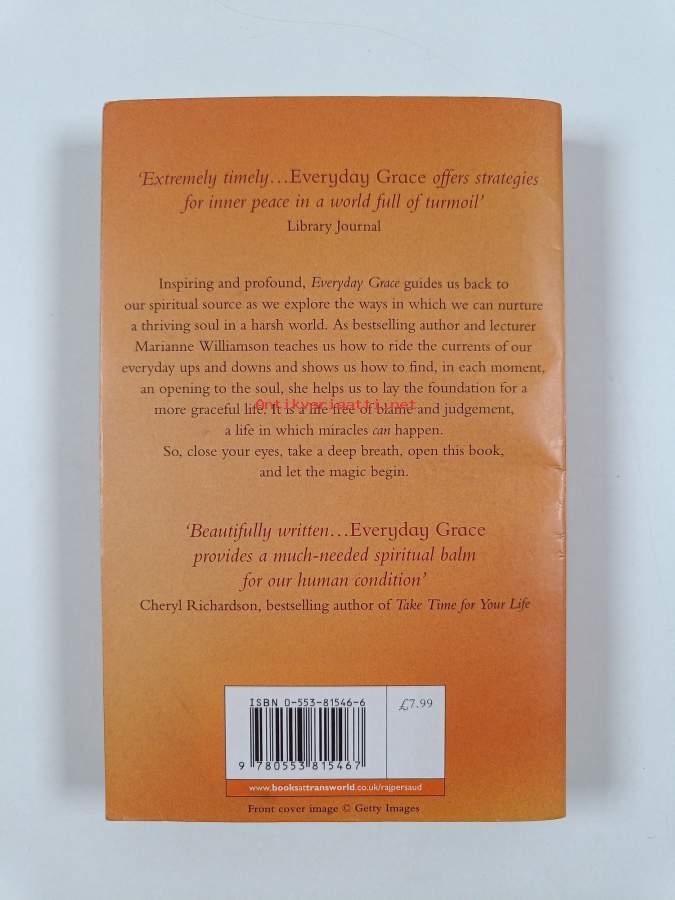 ‘Extremely timely...Everyday Grace offers strategies
for inner peace in a world full of turmoil’
Library Journal
Inspiring and profound, Everyday Grace guides us back to
our spiritual source as we explore the ways in which we can nurture
a thriving soul in a harsh world. As bestselling author and lecturer
Marianne Williamson teaches us how to ride the currents of our
everyday ups and downs and shows us how to find, in each moment,
an opening to the soul, she helps us to lay the foundation for a
more graceful life. It is a life free of blame and judgement,
Antikvariaatti.net
a life in which miracles can happen.
So, close your eyes, take a deep breath, open this book,
and let the magic begin.
‘Beautifully written...Everyday Grace
provides a much-needed spiritual balm
for our human condition’
Cheryl Richardson, bestselling author of Take Time for Your Life
ISBN 0-553-81546-6
£7.99
9 780553 815467
www.booksattransworld.co.uk/rajpersaud
Front cover image © Getty Images